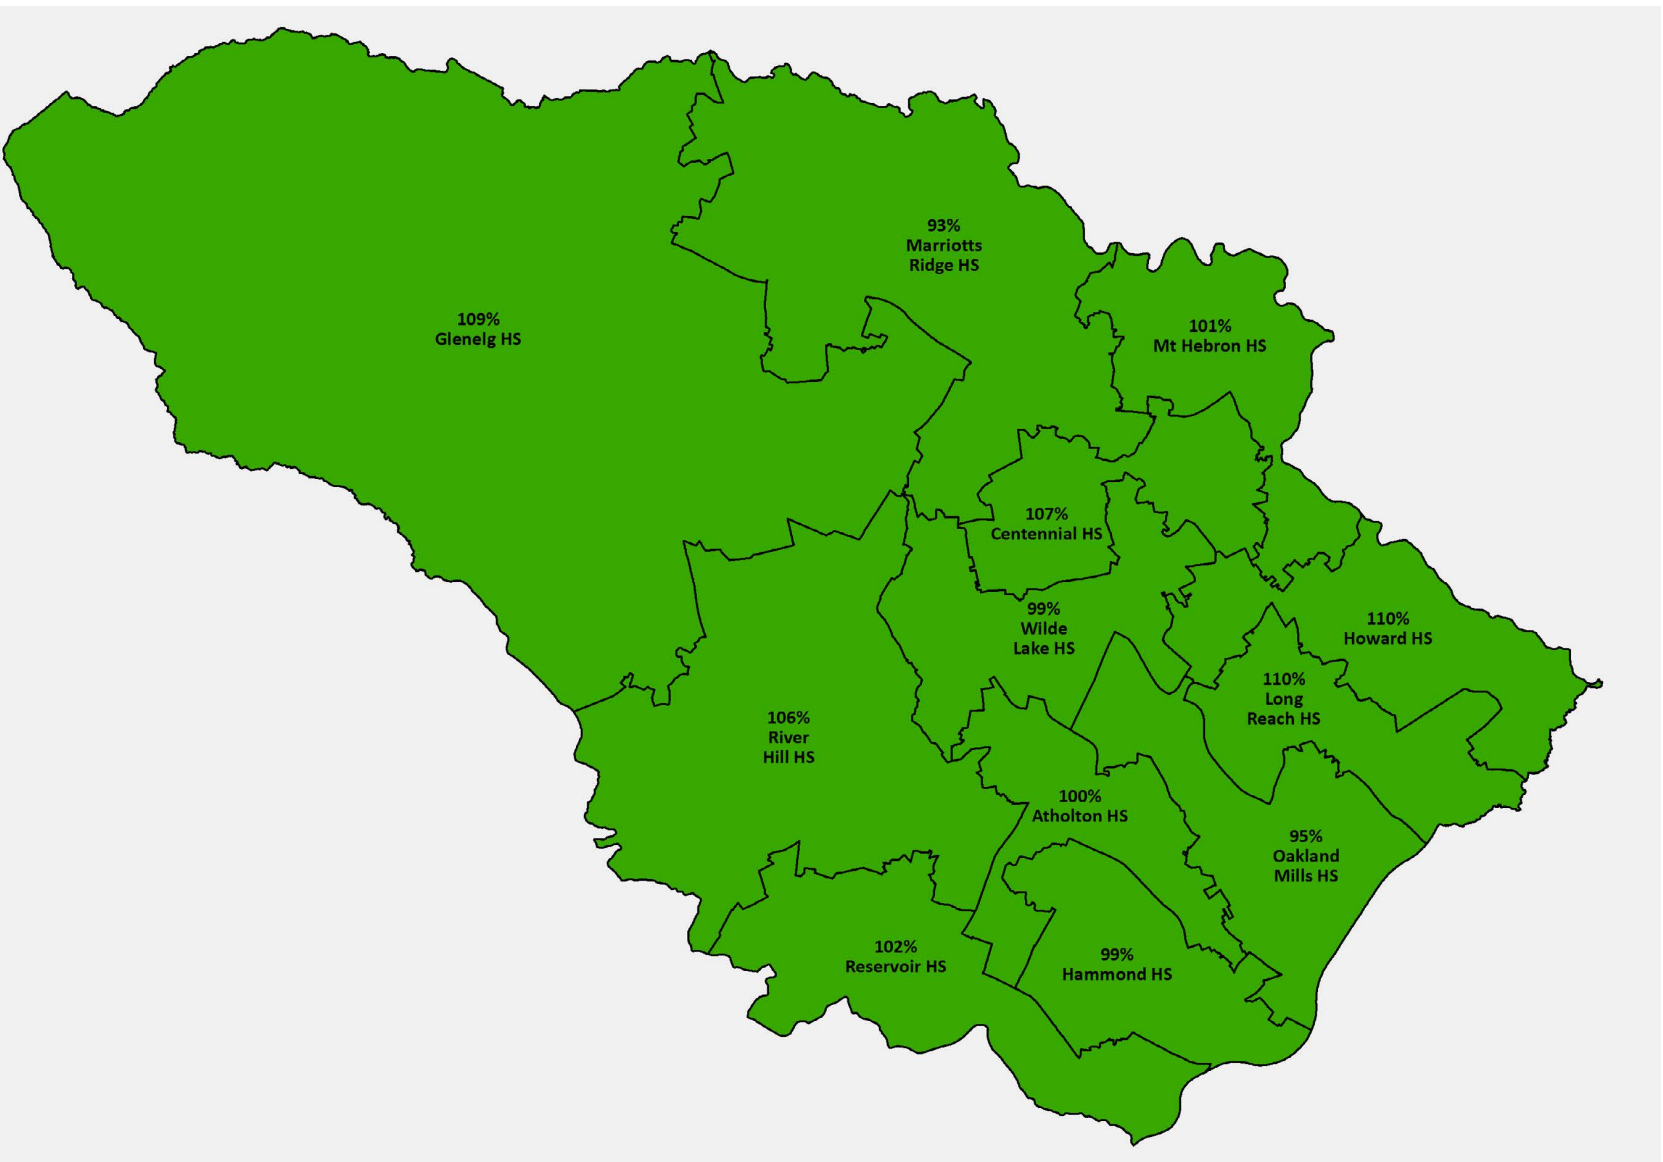 93%
Marriotts
Ridge HS
109%
Glenelg HS
101%
Mt Hebron HS
107%
Centennial HS
99%
Wilde
Lake HS
110%
Howard HS
110%
Long
Reach HS
106%
River
Hill HS
100%
Atholton HS
95%
Oakland
Mills HS
102%
Reservoir HS
99%
Hammond HS